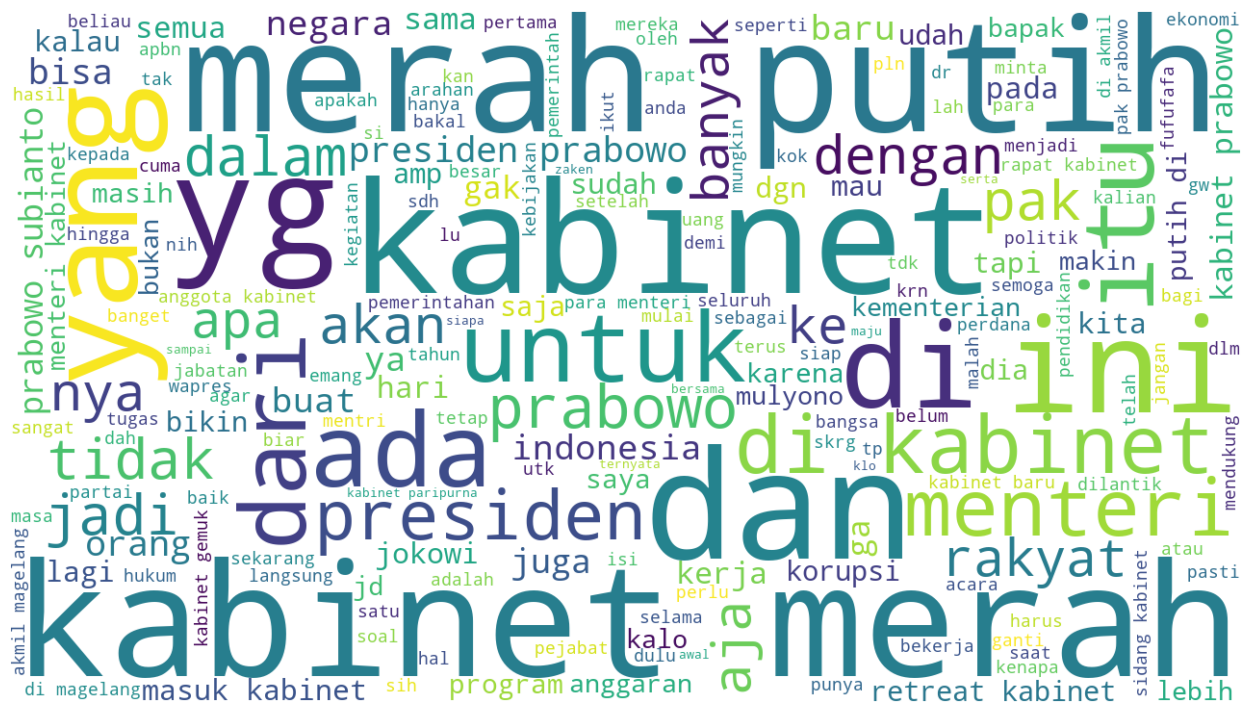 beliau
semua
negara
sama
pertama
mereka
oleh
seperti
baru
udah
bapak
ekonomi
kalau
apbn
merah
putih
banyak
kan
rapat
pln
dr
minta
di akmil
pak prabowo
kabinet prabowo
bisa
tak
apakah
arahan
hanya
bakal
pemerintah
ikut
anda
lah
para
pada
fufufafa
hasil
yang
si
mungkin
kok
dengan
menjadi
rapat kabinet
putih di
prabowo subianto
menteri kabinet
kepada
cuma
dalam
presiden prabowo
amp
besar
zaken
sudah
dgn
mau
serta
gw
masih
yg
gak
setelah
kebijakan
uang
pak
kalian
itu
hingga
bukan
nih
kegiatan
sdh
kabinet
lu
demi
politik
tdk
tapi
makin
semoga
anggota kabinet
banget
pemerintahan
saja
para menteri
seluruh
krn
kementerian
bagi
apa
akan
siapa
mulai
sebagai
ke
maju
perdana
kita
sampai
untuk
terus
siap
malah
di
ini
pendidikan
dlm
jabatan
wapres
dari
ya
tahun
karena
dia
telah
jangan
nya
agar
emang
hari
bersama
mulyono
sangat
tugas
bikin
buat
mentri
tetap
prabowo
bangsa
belum
dah
biar
ada
indonesia
skrg
tp
di kabinet
mendukung
tidak
utk
ternyata
klo
partai
baik
saya
kabinet paripurna
kabinet baru
dilantik
masa
jadi
presiden
dan
menteri
orang
kabinet gemuk
sekarang
jokowi
juga
isi
ga
rakyat
atau
akmil magelang
lagi
hukum
langsung
jd
adalah
kerja
korupsi
acara
pasti
kabinet
satu
perlu
selama
aja
merah
sidang kabinet
soal
pejabat
kalo
bekerja
ganti
harus
saat
hal
dulu
awal
kenapa
di magelang
masuk kabinet
sih
program
anggaran
punya
retreat kabinet
lebih